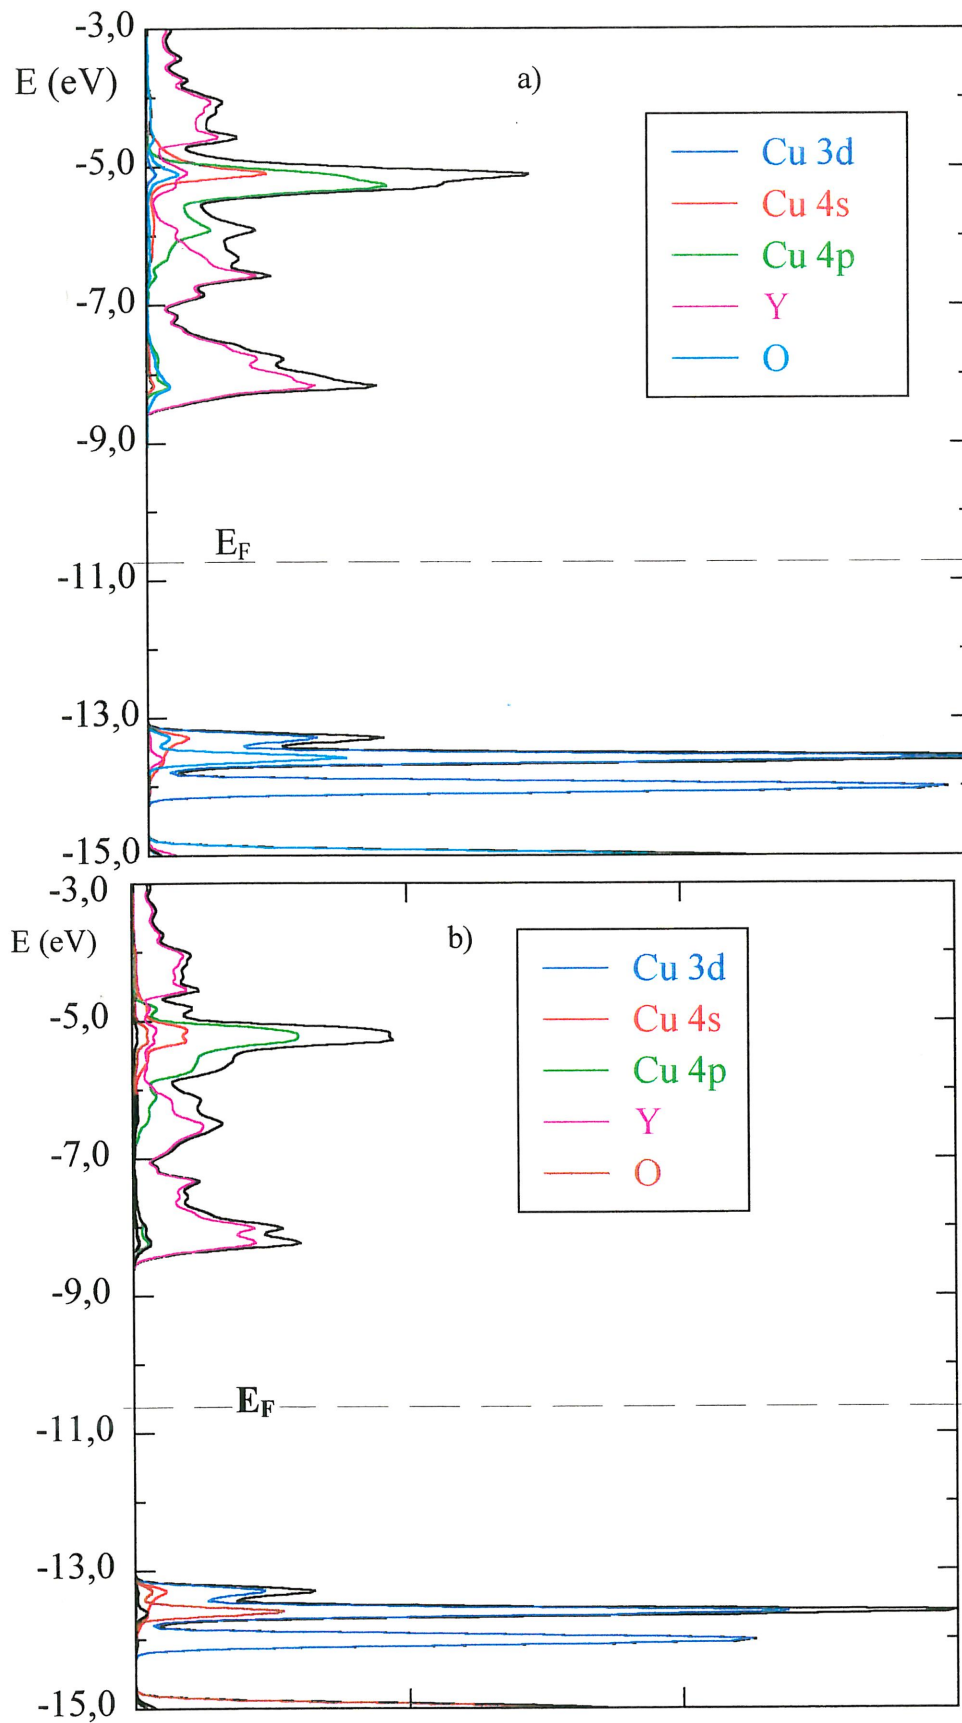 -3,0
E (eV)
a)
-5,0
Cu 3d
Cu 4s
Cu 4p
Y
O
-7,0
-9,0
EF
-11,0
-13,0
-15,0
-3,0
E (eV)
b)
-5,0
Cu 3d
Cu 4s
Cu 4p
Y
O
-7,0
-9,0
EF
-11,0
-13,0
-15,0